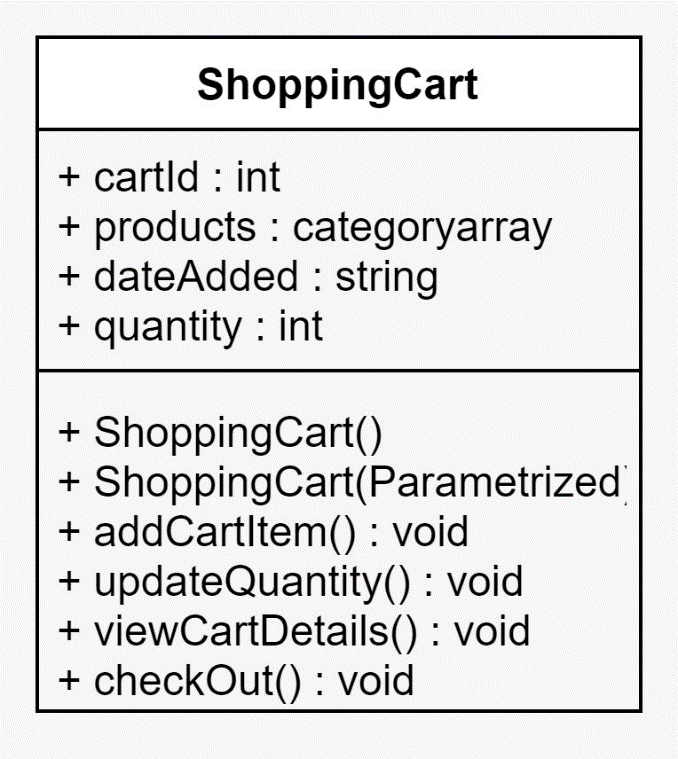 ShoppingCart
+ cartId : int
+ products : categoryarray
+ dateAdded : string
+ quantity : int
+ ShoppingCart()
+ ShoppingCart(Parametrized)
+ addCartItem() : void
+ updateQuantity() : void
+ viewCartDetails() : void
+ checkOut() : void